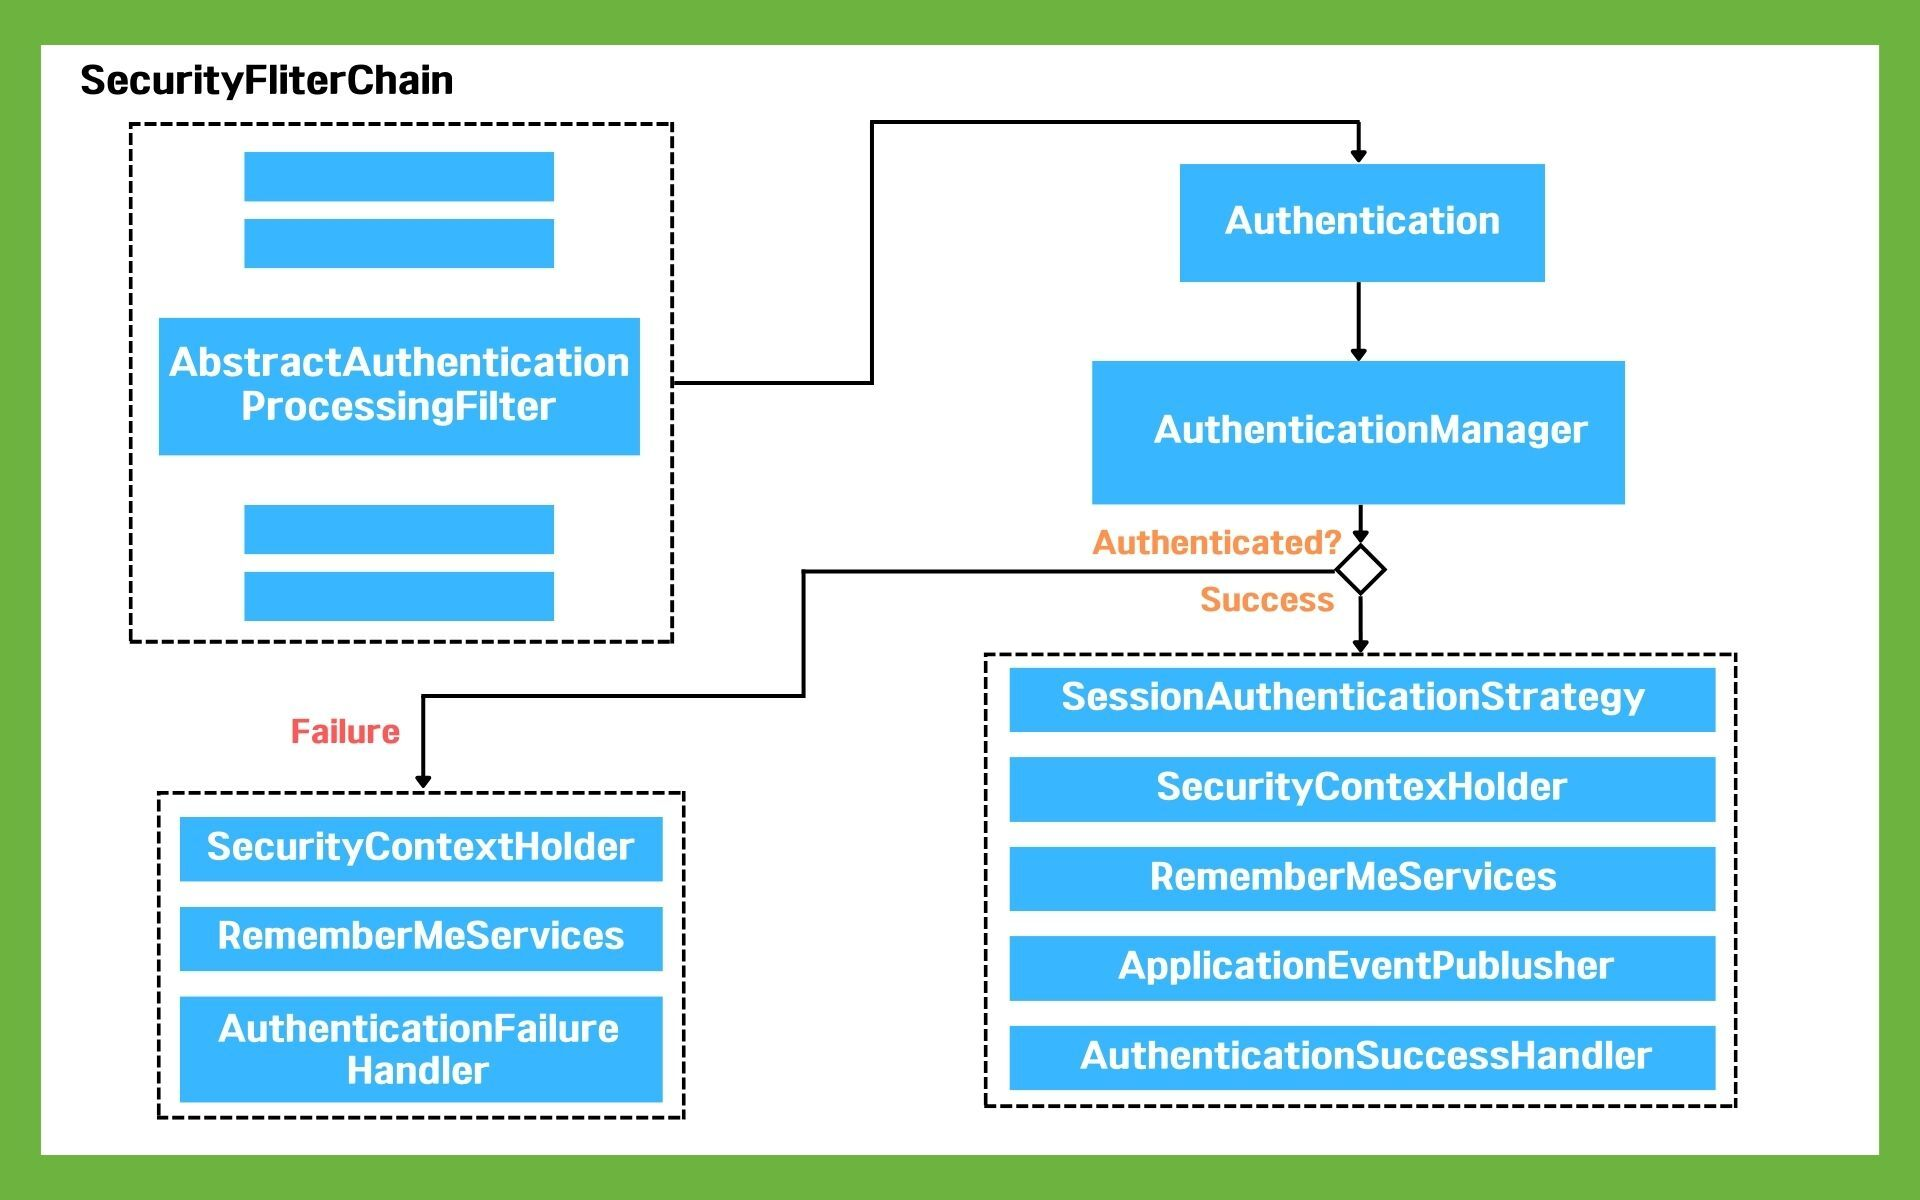 SecurityFliterChain
AbstractAuthentication
ProcessingFilter
Authentication
AuthenticationManager
Authenticated?
Success
Failure
SecurityContextHolder
RememberMeServices
AuthenticationFailure
Handler
SessionAuthenticationStrategy
SecurityContexHolder
RememberMeServices
ApplicationEventPublusher
AuthenticationSuccessHandler